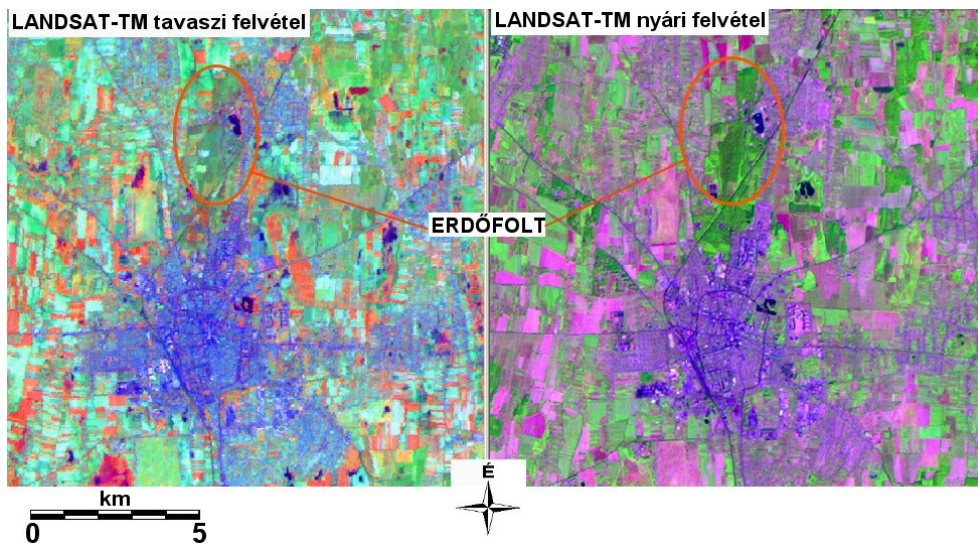 LANDSAT-TM tavaszi felvétel
LANDSAT-TM nyári felvétel
ERDŐFOLT
É
km
0 5